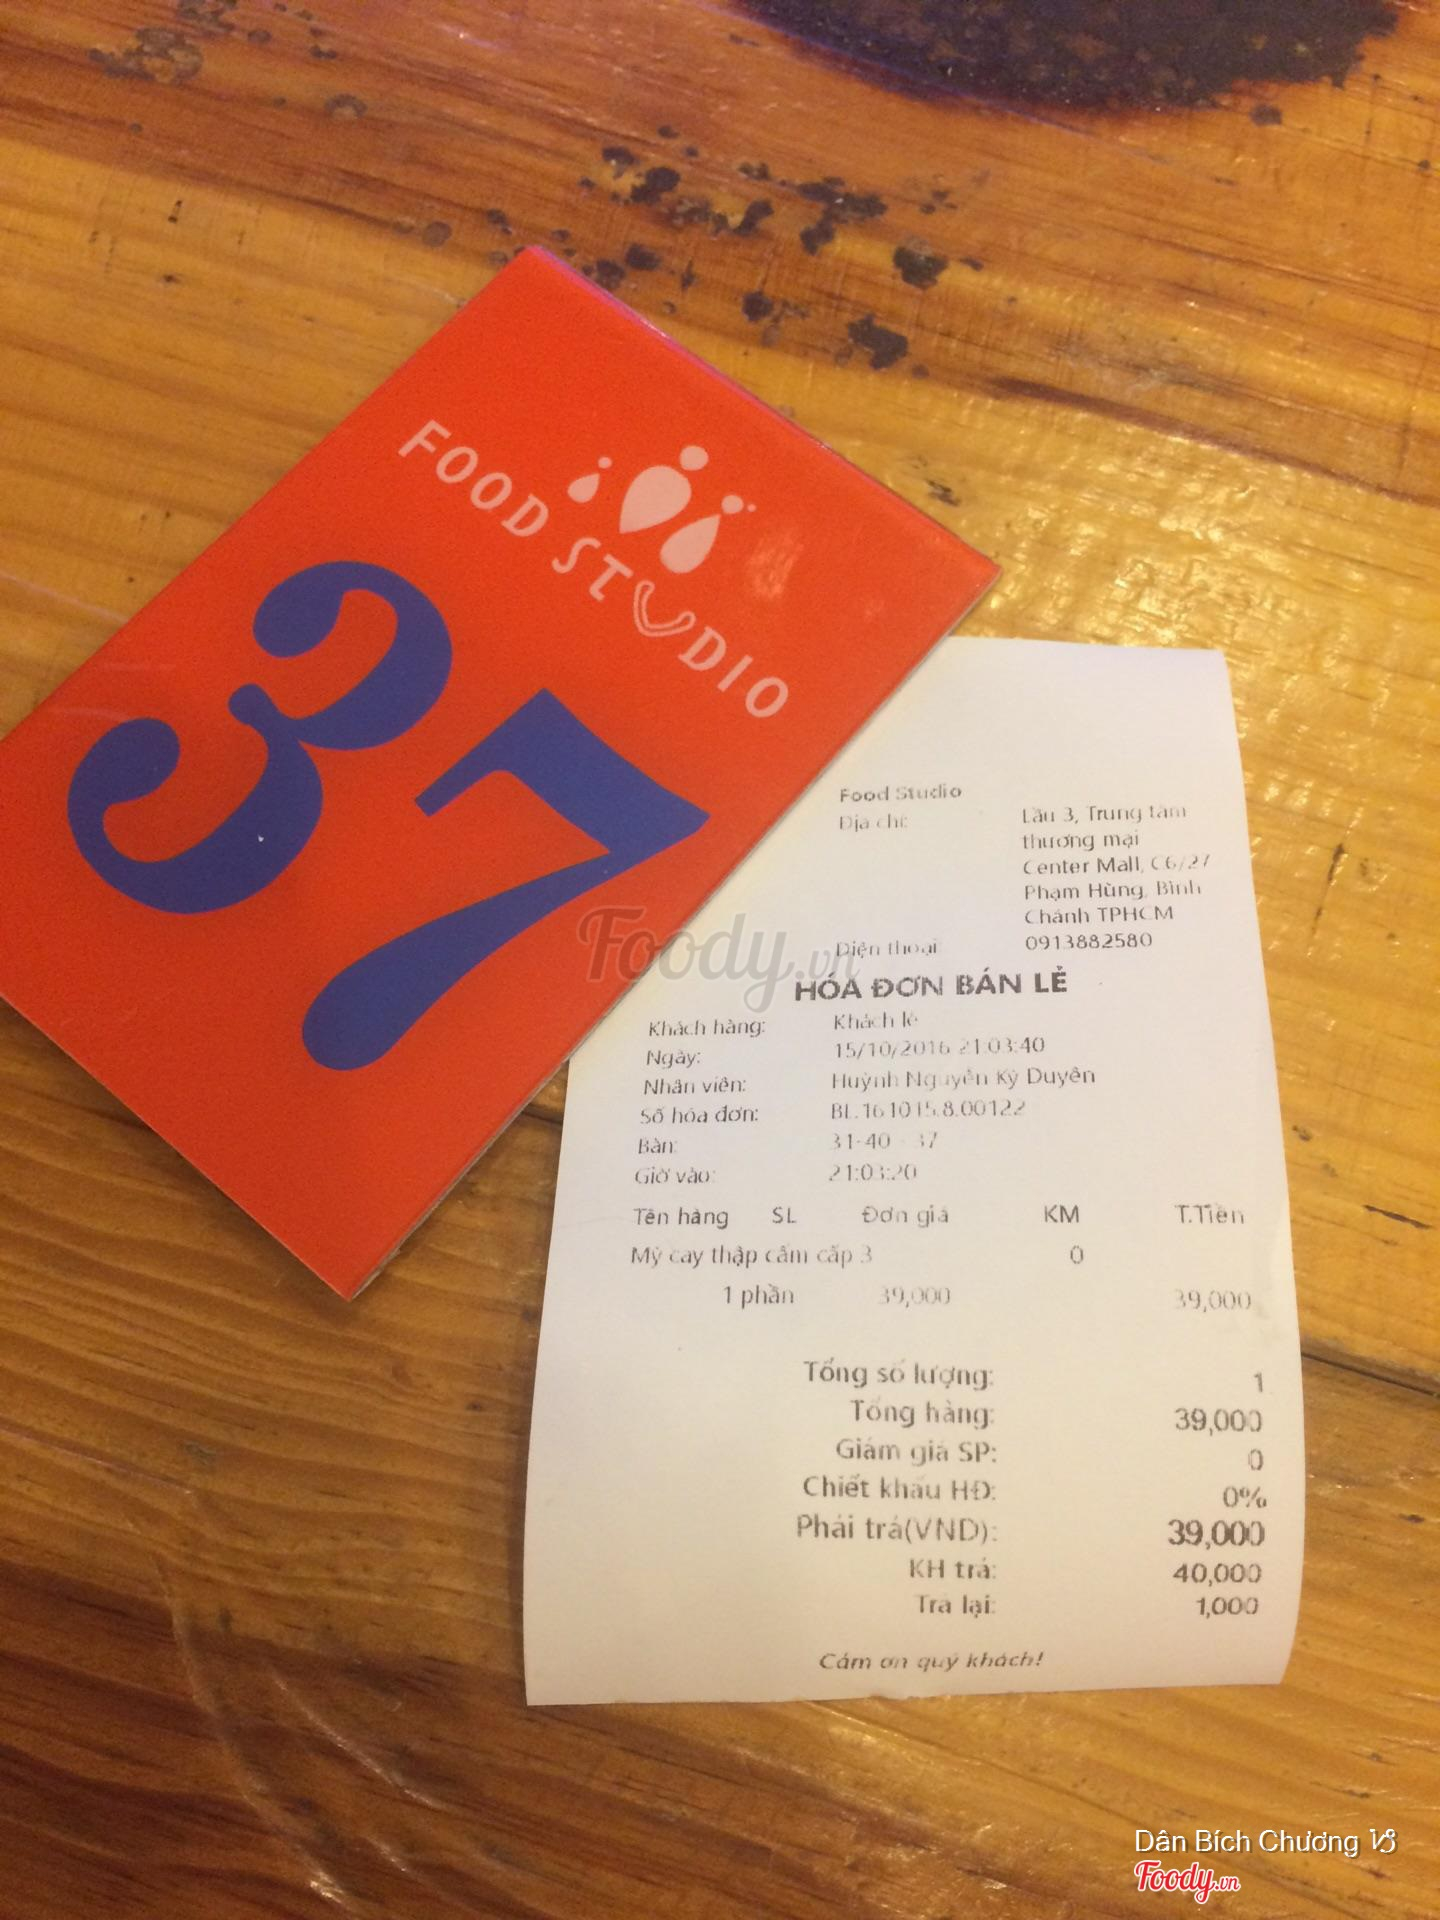 FOOD STUDIO
37
Food Studio
Địa chỉ: Lầu 3, Trung tâm
thương mại
Center Mall, C6/27
Phạm Hùng, Bình
Chánh TPHCM
Điện thoại: 0913882580
HÓA ĐƠN BÁN LẺ
Khách hàng: Khách lẻ
Ngày: 15/10/2016 21:03:40
Nhân viên: Huỳnh Nguyễn Kỳ Duyên
Số hóa đơn: BL.161015.8.00122
Bàn: 31-40 - 37
Giờ vào: 21:03:20
Tên hàng SL Đơn giá KM T.Tiền
Mỳ cay thập cẩm cấp 3 0
1 phần 39,000 39,000
Tổng số lượng: 1
Tổng hàng: 39,000
Giảm giá SP: 0
Chiết khấu HĐ: 0%
Phải trả(VND): 39,000
KH trả: 40,000
Trả lại: 1,000
Cảm ơn quý khách!
Foody.vn
Dân Bích Chương
Foody.vn